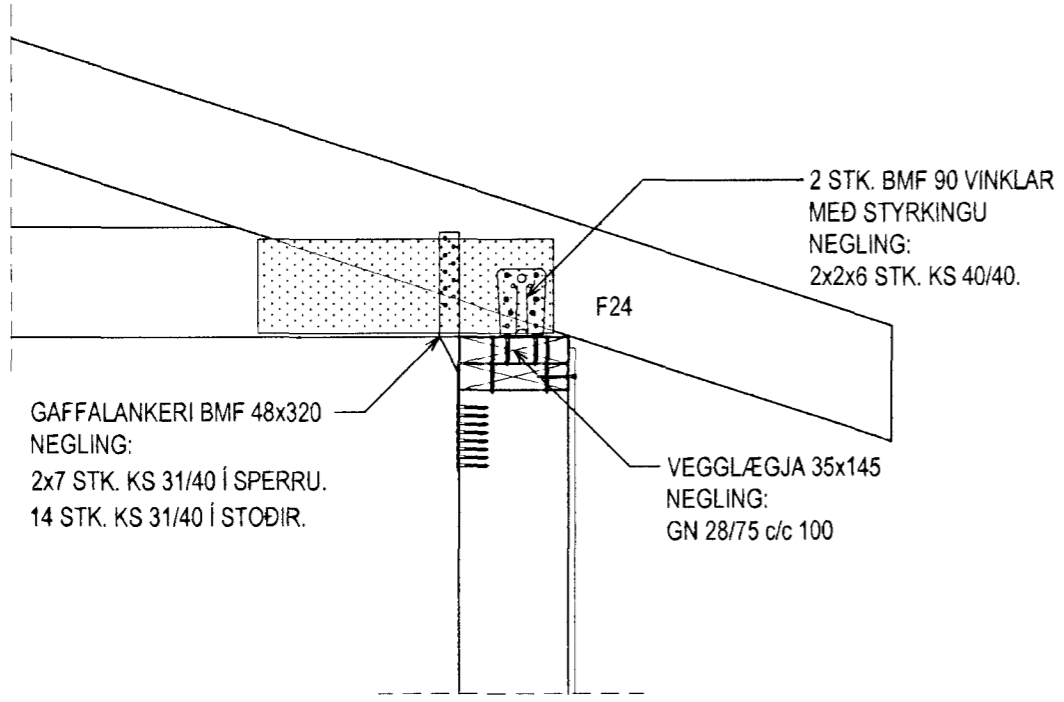 2 STK. BMF 90 VINKLAR
MEÐ STYRKINGU
NEGLING:
2x2x6 STK. KS 40/40.
F24
GAFFALANKERI BMF 48x320
NEGLING:
2x7 STK. KS 31/40 Í SPERRU.
14 STK. KS 31/40 Í STOÐIR.
VEGGLÆGJA 35x145
NEGLING:
GN 28/75 c/c 100